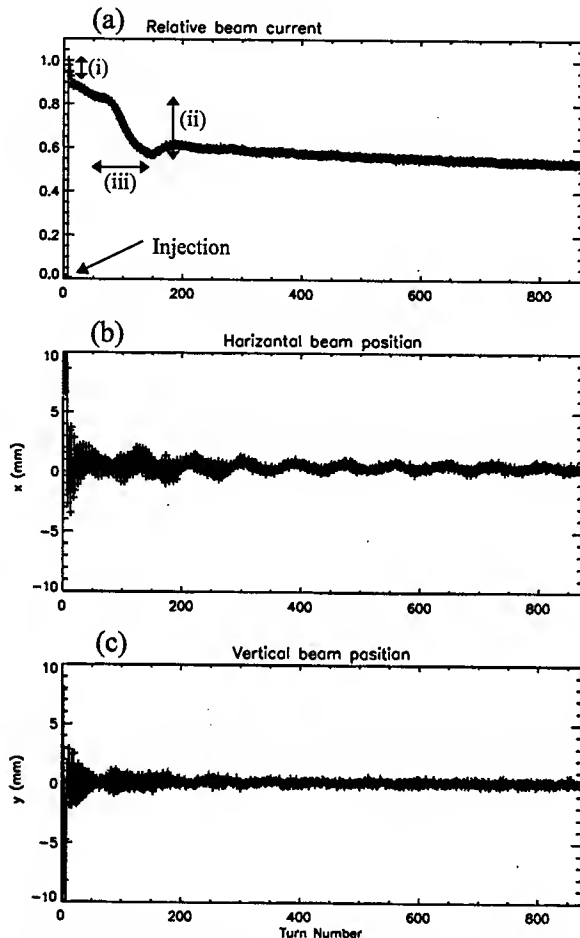 (a) Relative beam current
1.0
0.8
0.6
0.4
0.2
0.0
(i)
(ii)
(iii)
Injection
0 200 400 600 800
(b) Harizantal beam position
10
5
0
-5
-10
x (mm)
0 200 400 600 800
(c) Vertical beam position
10
5
0
-5
-10
y (mm)
0 200 400 600 800
Turn Number